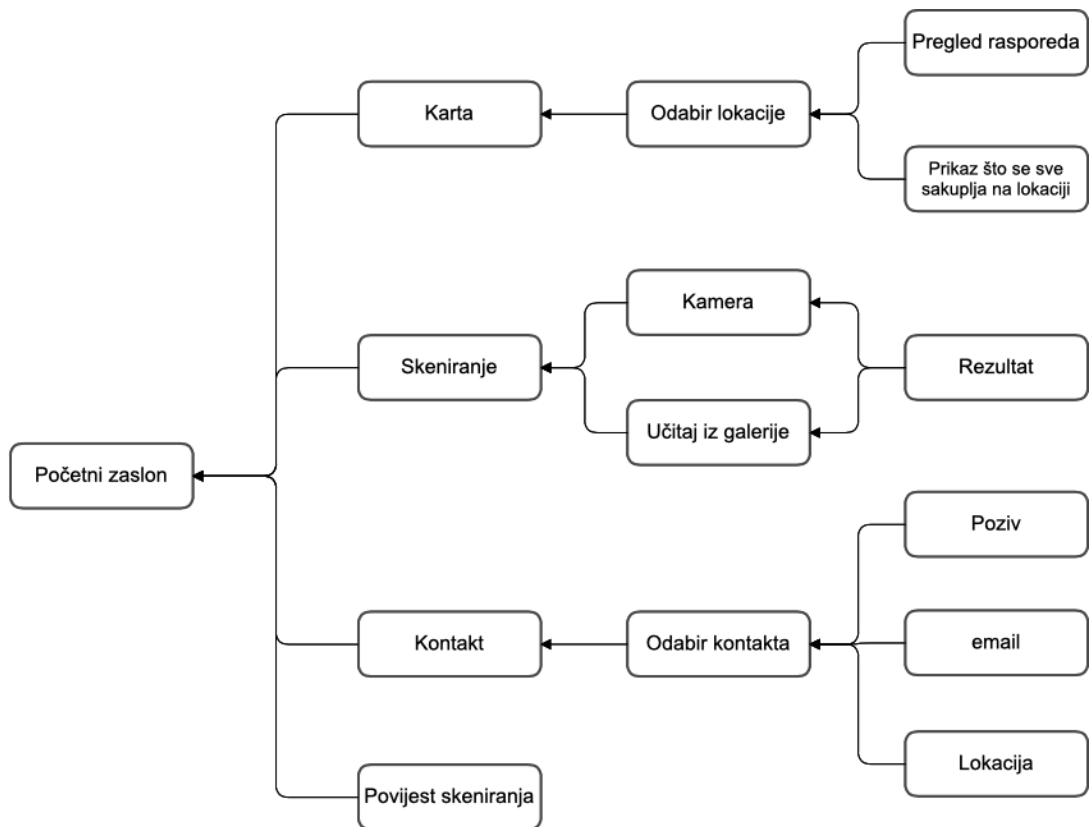 Pregled rasporeda
Karta
Odabir lokacije
Prikaz što se sve
sakuplja na lokaciji
Kamera
Skeniranje
Rezultat
Učitaj iz galerije
Početni zaslon
Poziv
Kontakt
Odabir kontakta
email
Lokacija
Povijest skeniranja